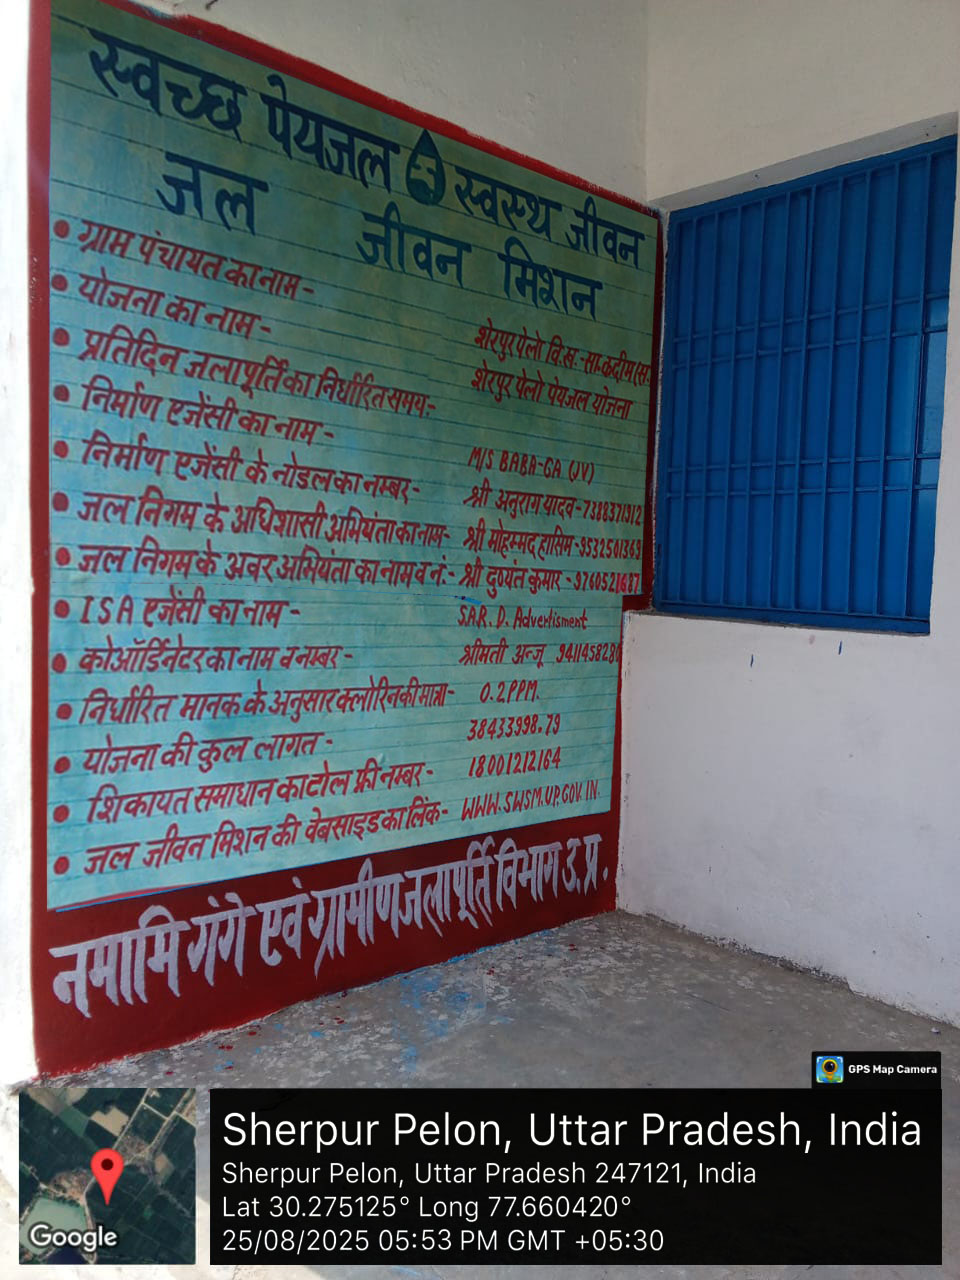 स्वच्छ पेयजल स्वस्थ जीवन
जल जीवन मिशन
• ग्राम पंचायत का नाम - शेरपुर पेलो वि.ख.-सा.कदीम (स.
• योजना का नाम - शेरपुर पेलो पेयजल योजना
• प्रतिदिन जलापूर्ति का निर्धारित समय:-
• निर्माण एजेंसी का नाम - M/S BABA-GA (JV)
• निर्माण एजेंसी के नोडल का नम्बर- श्री अनुराग यादव-7388371312
• जल निगम के अधिशासी अभियंता का नाम- श्री मोहम्मद हासिम-9532501369
• जल निगम के अवर अभियंता का नाम व नं:- श्री दुष्यंत कुमार -9760521687
• ISA एजेंसी का नाम - S.A.R.D. Advertisment
• कोऑर्डिनेटर का नाम व नम्बर- श्रीमती अन्जू
• निर्धारित मानक के अनुसार क्लोरिन की मात्रा- 0.2PPM.
• योजना की कुल लागत - 38433998.79
• शिकायत समाधान का टोल फ्री नम्बर- 18001212164
• जल जीवन मिशन की वेबसाइड का लिंक- WWW.SWSM.UP.GOV.IN.
नमामि गंगे एवं ग्रामीण जलापूर्ति विभाग उ.प्र.
GPS Map Camera
Sherpur Pelon, Uttar Pradesh, India
Sherpur Pelon, Uttar Pradesh 247121, India
Lat 30.275125° Long 77.660420°
25/08/2025 05:53 PM GMT +05:30
Google